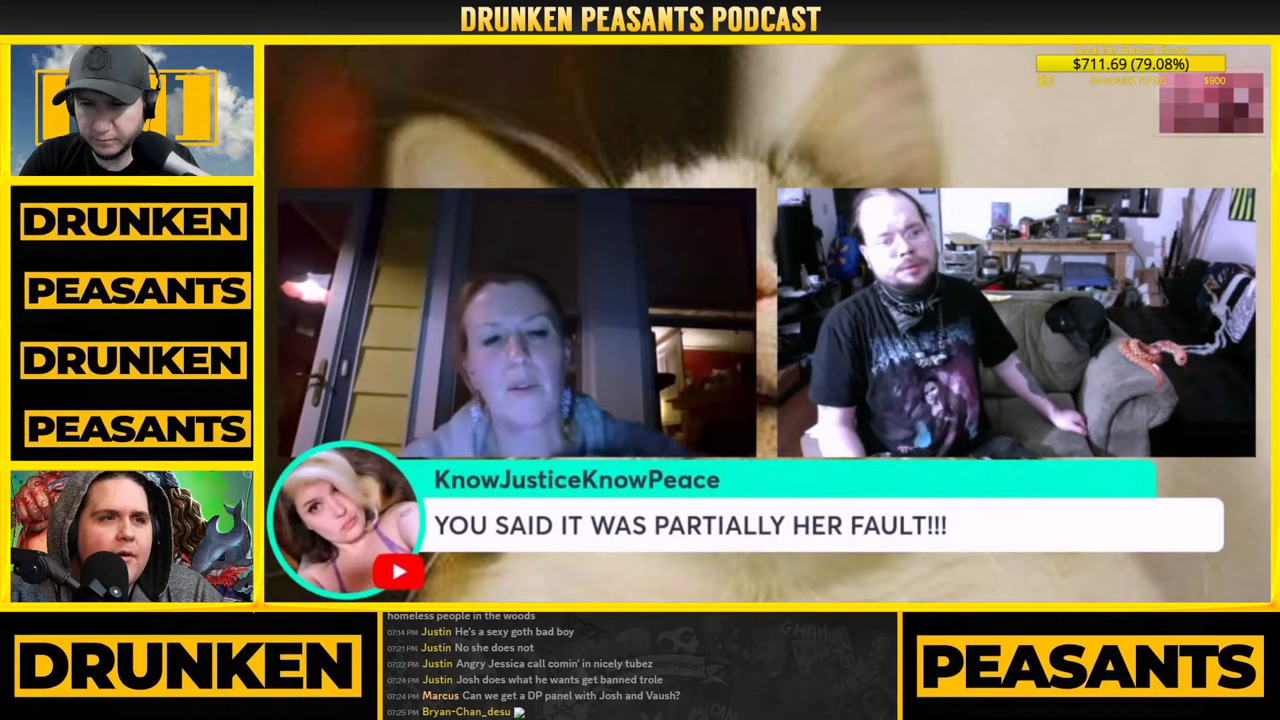 DRUNKEN PEASANTS PODCAST
$711.69 (79.08%)
$900
DRUNKEN
PEASANTS
DRUNKEN
PEASANTS
KnowJusticeKnowPeace
YOU SAID IT WAS PARTIALLY HER FAULT!!!
DRUNKEN
homeless people in the woods
07:14 PM Justin He's a sexy goth bad boy
07:21 PM Justin No she does not
07:22 PM Justin Angry Jessica call comin' in nicely tubez
07:24 PM Justin Josh does what he wants get banned trole
07:24 PM Marcus Can we get a DP panel with Josh and Vaush?
07:25 PM Bryan-Chan_desu
PEASANTS